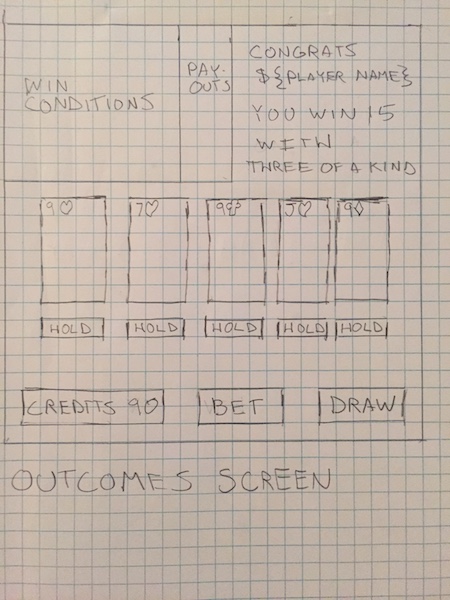 WIN
CONDITIONS
PAY-
OUTS
CONGRATS
${PLAYER NAME}
YOU WIN 15
WITH
THREE OF A KIND
9♡ 7♡ 9♧ J♡ 9♢
HOLD HOLD HOLD HOLD HOLD
CREDITS 90 BET DRAW
OUTCOMES SCREEN